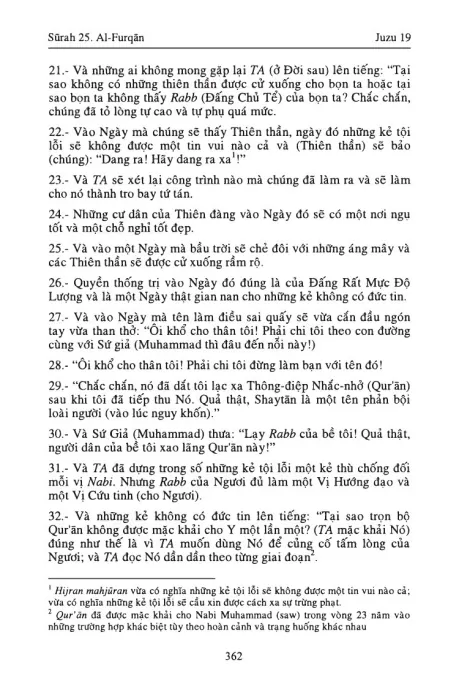 Sūrah 25. Al-Furqān Juzu 19
21.- Và những ai không mong gặp lại TA (ở Đời sau) lên tiếng: “Tại
sao không có những thiên thần được cử xuống cho bọn ta hoặc tại
sao bọn ta không thấy Rabb (Đấng Chủ Tể) của bọn ta? Chắc chắn,
chúng đã tỏ lòng tự cao và tự phụ quá mức.
22.- Vào Ngày mà chúng sẽ thấy Thiên thần, ngày đó những kẻ tội
lỗi sẽ không được một tin vui nào cả và (Thiên thần) sẽ bảo
(chúng): “Dang ra! Hãy dang ra xa¹!”
23.- Và TA sẽ xét lại công trình nào mà chúng đã làm ra và sẽ làm
cho nó thành tro bay tứ tán.
24.- Những cư dân của Thiên đàng vào Ngày đó sẽ có một nơi ngụ
tốt và một chỗ nghỉ tốt đẹp.
25.- Và vào một Ngày mà bầu trời sẽ chẻ đôi với những áng mây và
các Thiên thần sẽ được cử xuống rầm rộ.
26.- Quyền thống trị vào Ngày đó đúng là của Đấng Rất Mực Độ
Lượng và là một Ngày thật gian nan cho những kẻ không có đức tin.
27.- Và vào Ngày mà tên làm điều sai quấy sẽ vừa cắn đầu ngón
tay vừa than thở: “Ôi khổ cho thân tôi! Phải chi tôi theo con đường
cùng với Sứ giả (Muhammad thì đâu đến nỗi này!)
28.- “Ôi khổ cho thân tôi! Phải chi tôi đừng làm bạn với tên đó!
29.- “Chắc chắn, nó đã dắt tôi lạc xa Thông-điệp Nhắc-nhở (Qur'ān)
sau khi tôi đã tiếp thu Nó. Quả thật, Shaytān là một tên phản bội
loài người (vào lúc nguy khốn).”
30.- Và Sứ Giả (Muhammad) thưa: “Lạy Rabb của bề tôi! Quả thật,
người dân của bề tôi xao lãng Qur'ān này!”
31.- Và TA đã dựng trong số những kẻ tội lỗi một kẻ thù chống đối
mỗi vị Nabi. Nhưng Rabb của Ngươi đủ làm một Vị Hướng đạo và
một Vị Cứu tinh (cho Ngươi).
32.- Và những kẻ không có đức tin lên tiếng: “Tại sao trọn bộ
Qur'ān không được mặc khải cho Y một lần một? (TA mặc khải Nó)
đúng như thế là vì TA muốn dùng Nó để củng cố tấm lòng của
Ngươi; và TA đọc Nó dần dần theo từng giai đoạn².
¹ Hijran mahjūran vừa có nghĩa những kẻ tội lỗi sẽ không được một tin vui nào cả;
vừa có nghĩa những kẻ tội lỗi sẽ cầu xin được cách xa sự trừng phạt.
² Qur'ān đã được mặc khải cho Nabi Muhammad (saw) trong vòng 23 năm vào
những trường hợp khác biệt tùy theo hoàn cảnh và trạng huống khác nhau
362